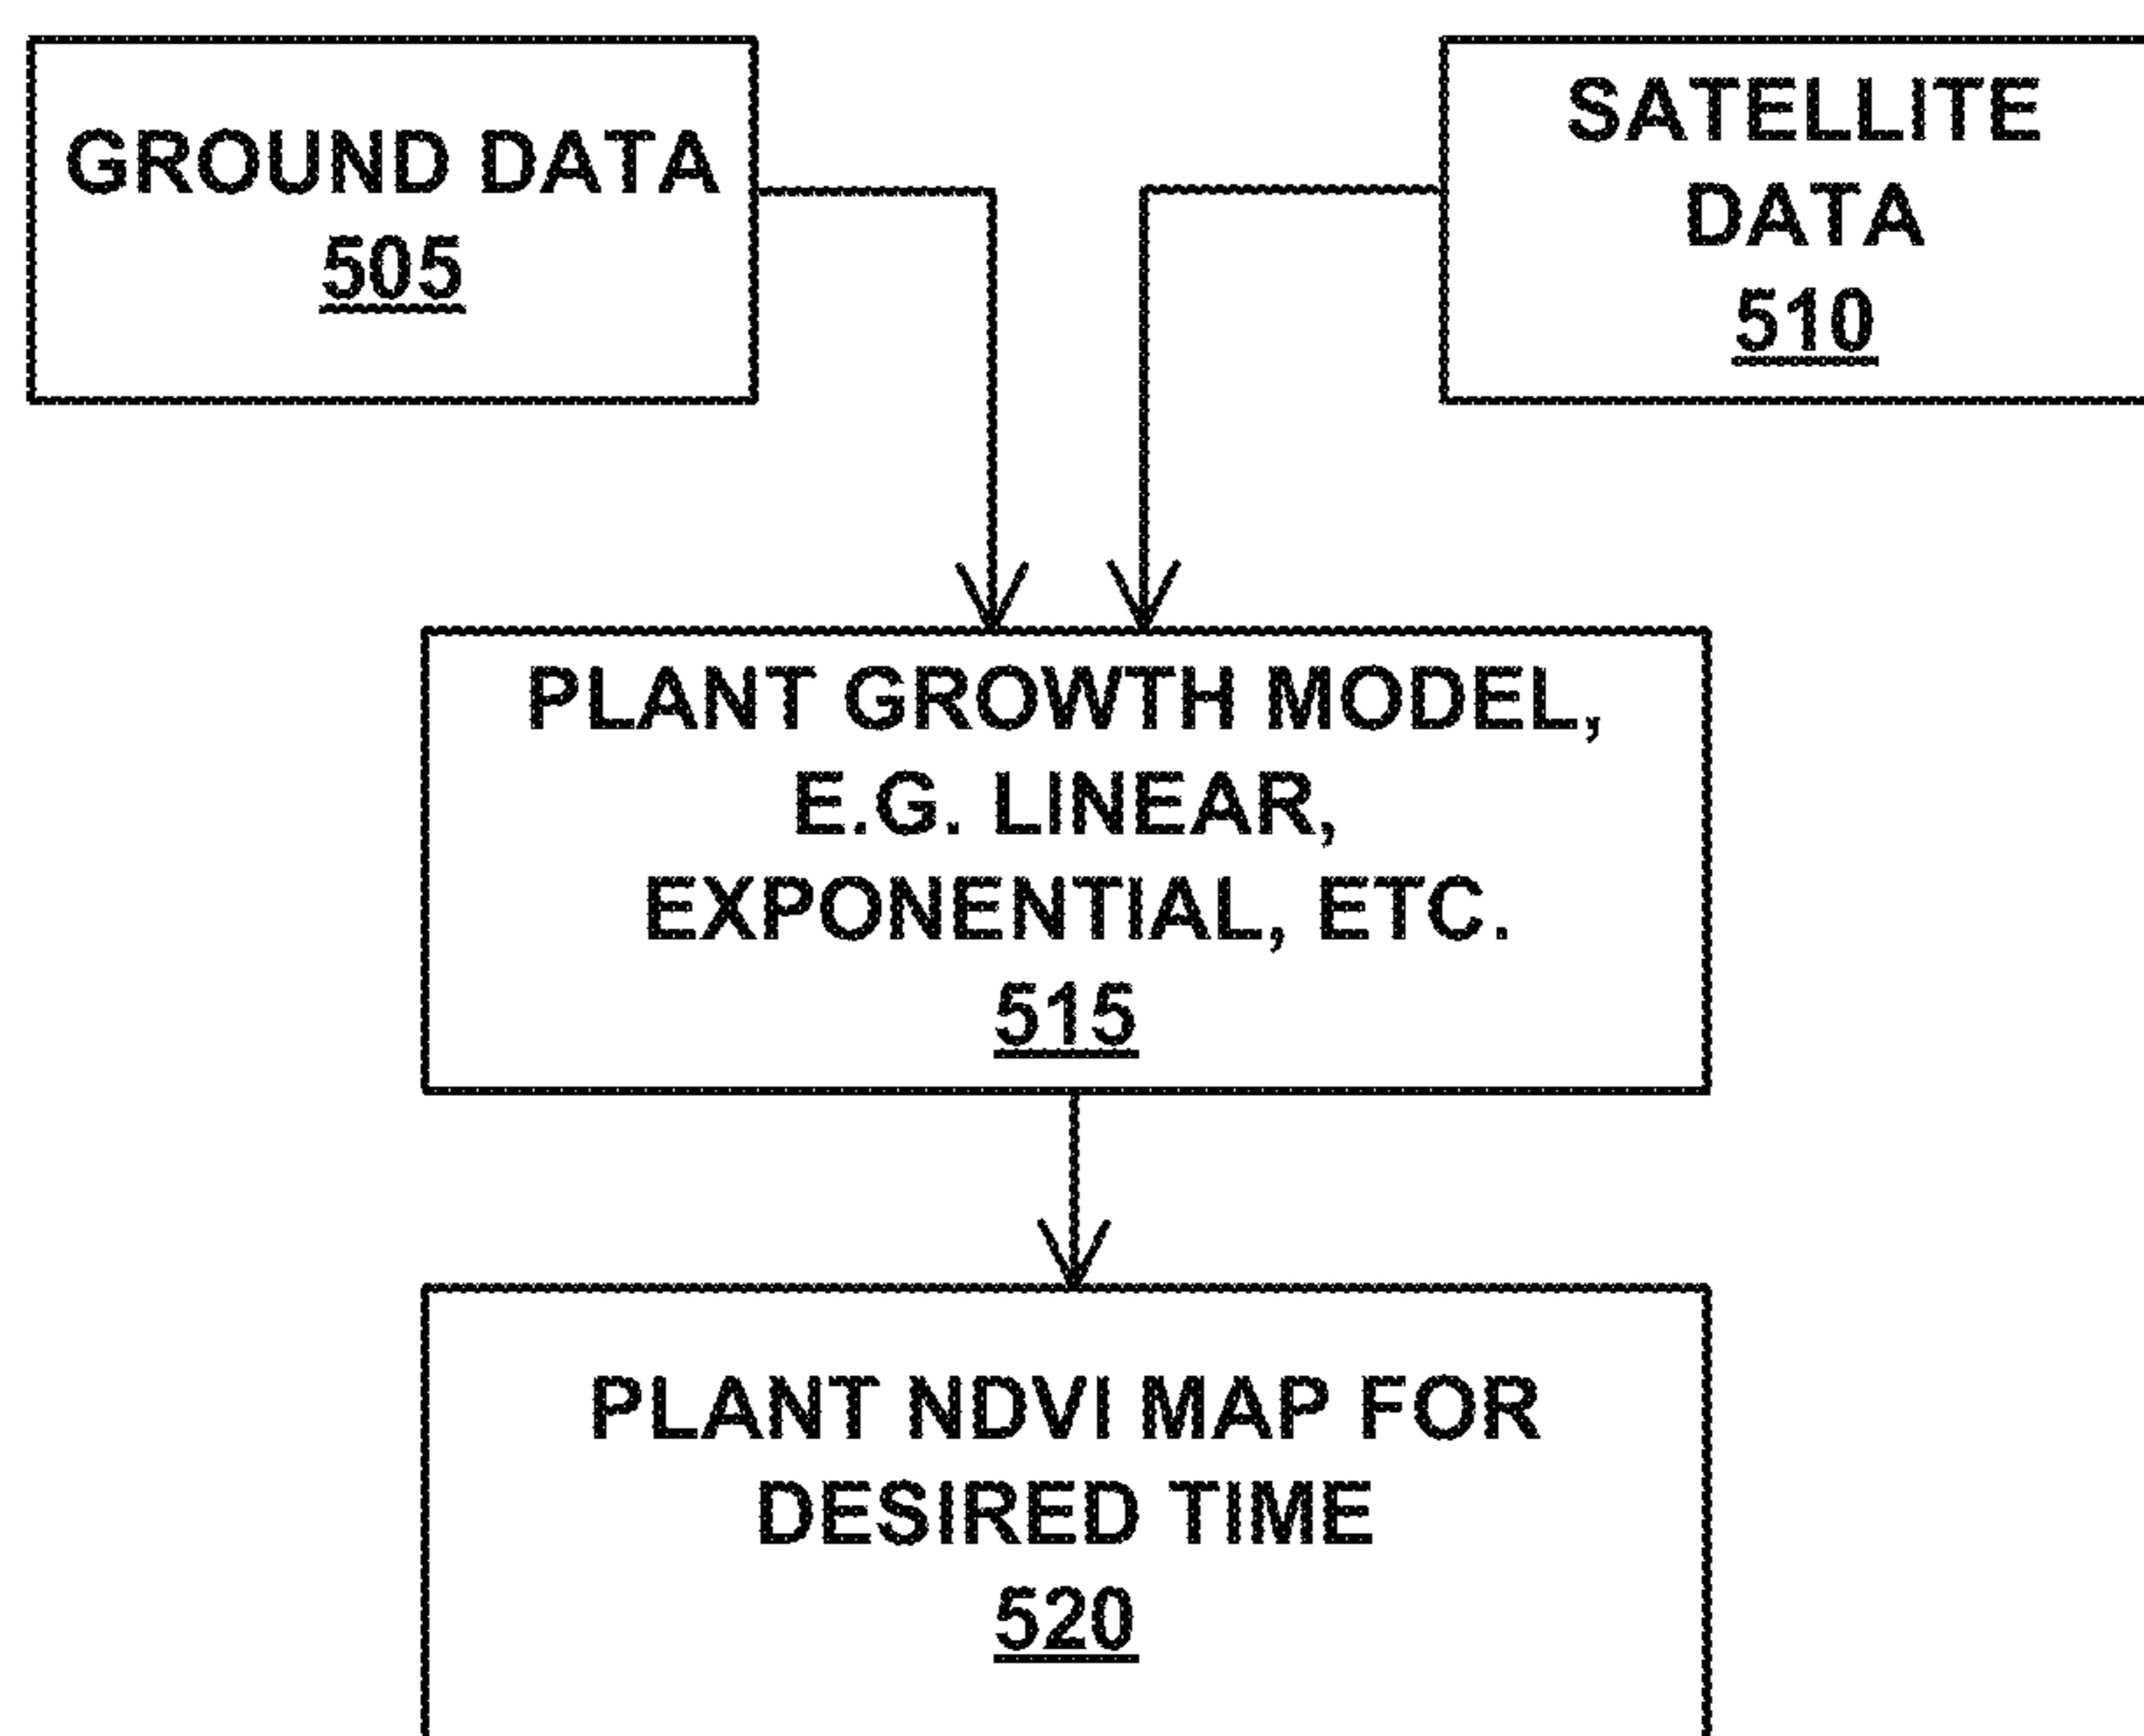 GROUND DATA
505
SATELLITE
DATA
510
PLANT GROWTH MODEL,
E.G. LINEAR,
EXPONENTIAL, ETC.
515
PLANT NDVI MAP FOR
DESIRED TIME
520